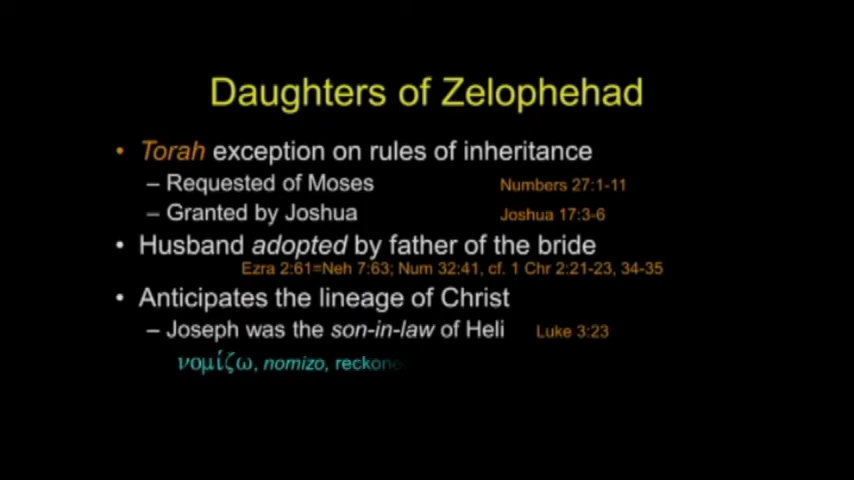 Daughters of Zelophehad
• Torah exception on rules of inheritance
– Requested of Moses Numbers 27:1-11
– Granted by Joshua Joshua 17:3-6
• Husband adopted by father of the bride
Ezra 2:61=Neh 7:63; Num 32:41, cf. 1 Chr 2:21-23, 34-35
• Anticipates the lineage of Christ
– Joseph was the son-in-law of Heli Luke 3:23
νομίζω, nomizo,